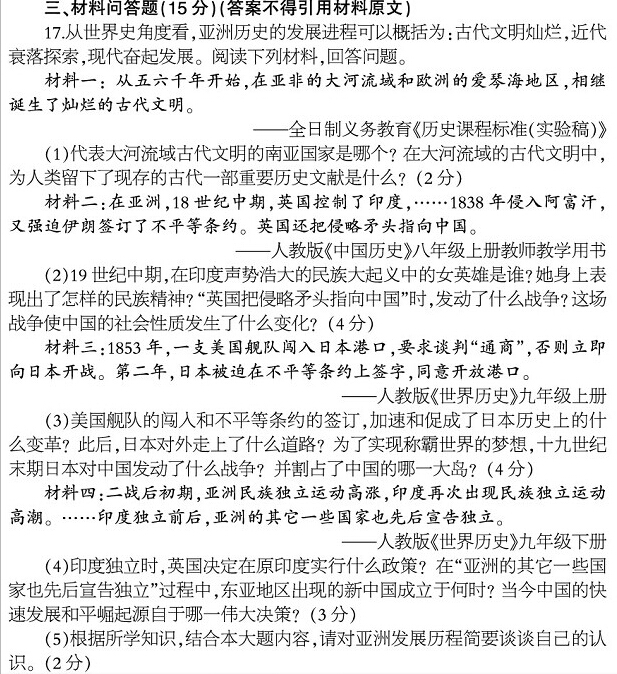 三、材料问答题(15分)(答案不得引用材料原文)
17.从世界史角度看,亚洲历史的发展进程可以概括为:古代文明灿烂,近代
衰落探索,现代奋起发展。阅读下列材料,回答问题。
材料一:从五六千年开始,在亚非的大河流域和欧洲的爱琴海地区,相继
诞生了灿烂的古代文明。
——全日制义务教育《历史课程标准(实验稿)》
(1)代表大河流域古代文明的南亚国家是哪个?在大河流域的古代文明中,
为人类留下了现存的古代一部重要历史文献是什么?(2分)
材料二:在亚洲,18世纪中期,英国控制了印度,……1838年侵入阿富汗,
又强迫伊朗签订了不平等条约。英国还把侵略矛头指向中国。
——人教版《中国历史》八年级上册教师教学用书
(2)19世纪中期,在印度声势浩大的民族大起义中的女英雄是谁?她身上表
现出了怎样的民族精神?“英国把侵略矛头指向中国”时,发动了什么战争?这场
战争使中国的社会性质发生了什么变化?(4分)
材料三:1853年,一支美国舰队闯入日本港口,要求谈判“通商”,否则立即
向日本开战。第二年,日本被迫在不平等条约上签字,同意开放港口。
——人教版《世界历史》九年级上册
(3)美国舰队的闯入和不平等条约的签订,加速和促成了日本历史上的什
么变革?此后,日本对外走上了什么道路?为了实现称霸世界的梦想,十九世纪
末期日本对中国发动了什么战争?并割占了中国的哪一大岛?(4分)
材料四:二战后初期,亚洲民族独立运动高涨,印度再次出现民族独立运动
高潮。……印度独立前后,亚洲的其它一些国家也先后宣告独立。
——人教版《世界历史》九年级下册
(4)印度独立时,英国决定在原印度实行什么政策?在“亚洲的其它一些国
家也先后宣告独立”过程中,东亚地区出现的新中国成立于何时?当今中国的快
速发展和平崛起源自于哪一伟大决策?(3分)
(5)根据所学知识,结合本大题内容,请对亚洲发展历程简要谈谈自己的认
识。(2分)